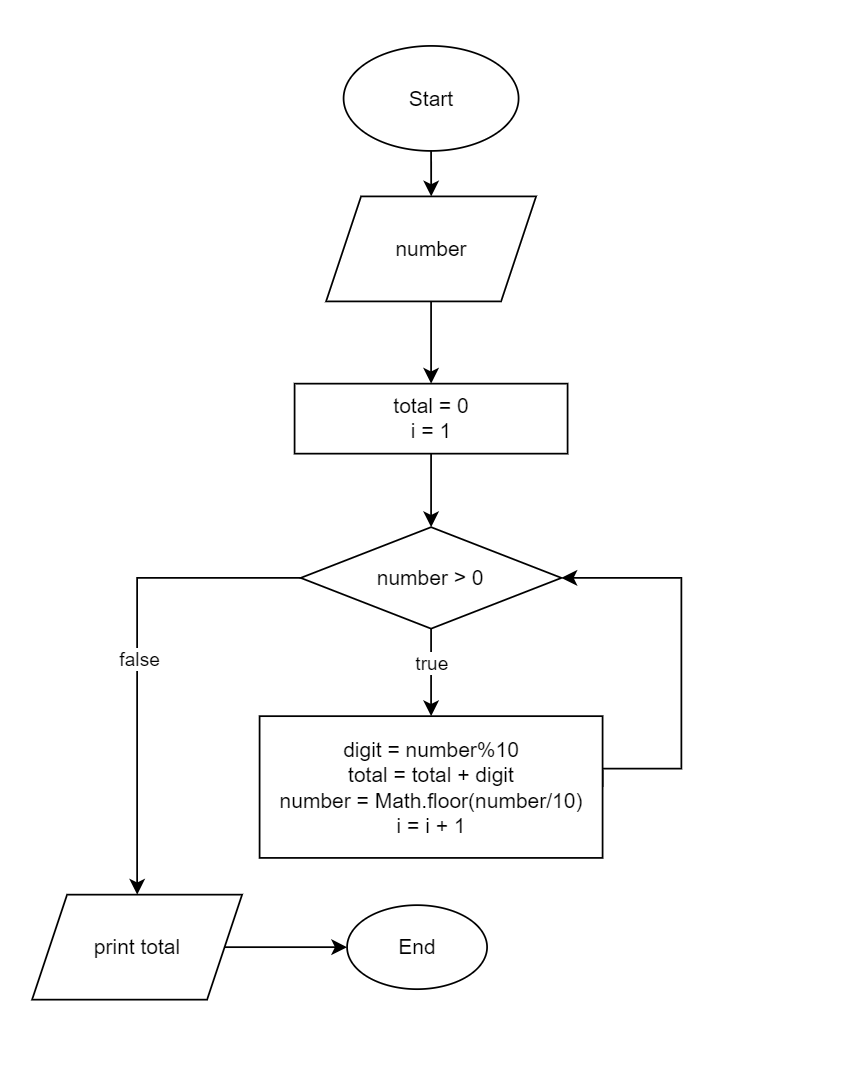 Start
number
total = 0
i = 1
number > 0
false
true
digit = number%10
total = total + digit
number = Math.floor(number/10)
i = i + 1
print total
End